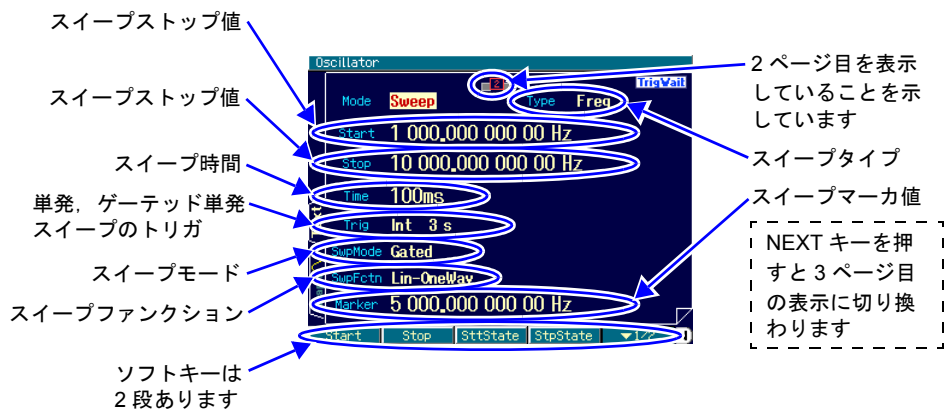 スイープストップ値
スイープストップ値
スイープ時間
単発，ゲーテッド単発
スイープのトリガ
スイープモード
スイープファンクション
ソフトキーは
2 段あります
Oscillator
2
TrigWait
Mode Sweep Type Freq
Start 1 000.000 000 00 Hz
Stop 10 000.000 000 00 Hz
Time 100ms
Trig Int 3 s
SwpMode Gated
SwpFctn Lin-OneWay
Marker 5 000.000 000 00 Hz
Start Stop SttState StpState ▼1/2
2 ページ目を表示
していることを示
しています
スイープタイプ
スイープマーカ値
NEXT キーを押
すと 3 ページ目
の表示に切り換
わります